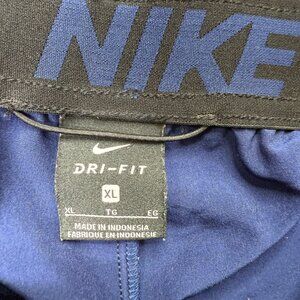 NIKE
DRI-FIT
XL
XL TG EG
MADE IN INDONESIA
FABRIQUÉ EN INDONÉSIE